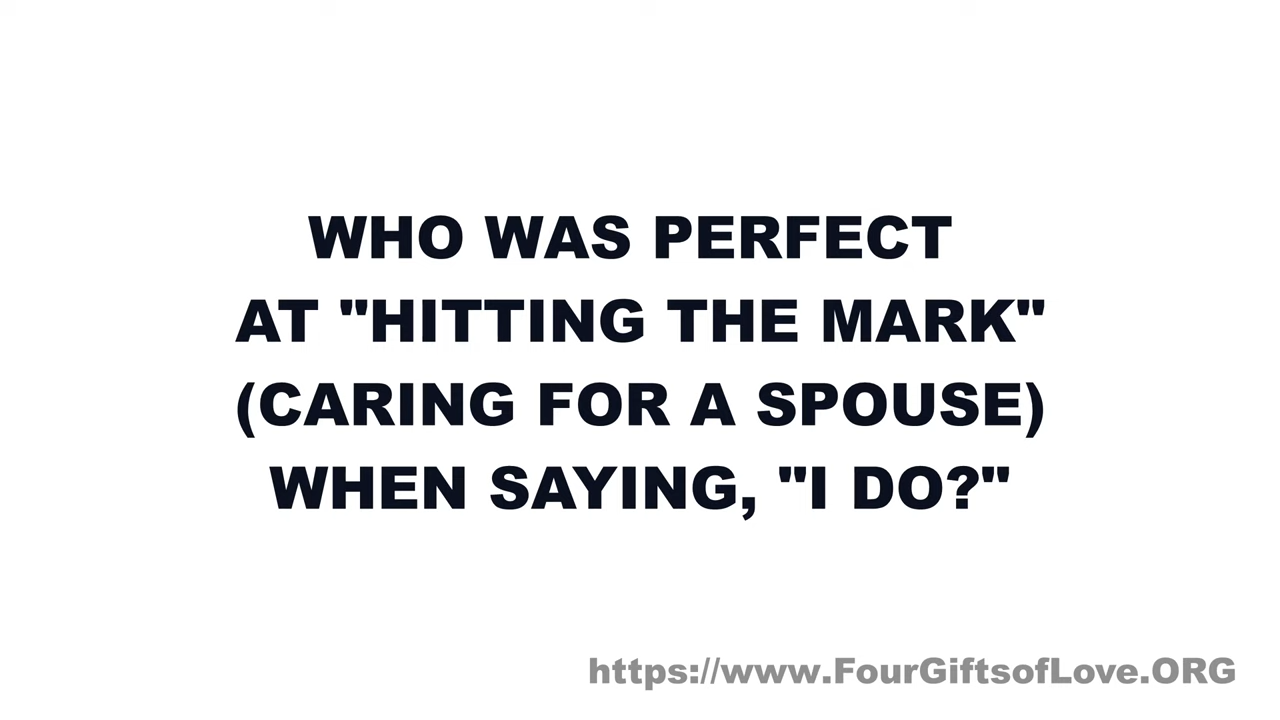 WHO WAS PERFECT
AT "HITTING THE MARK"
(CARING FOR A SPOUSE)
WHEN SAYING, "I DO?"
https://www.FourGiftsofLove.ORG